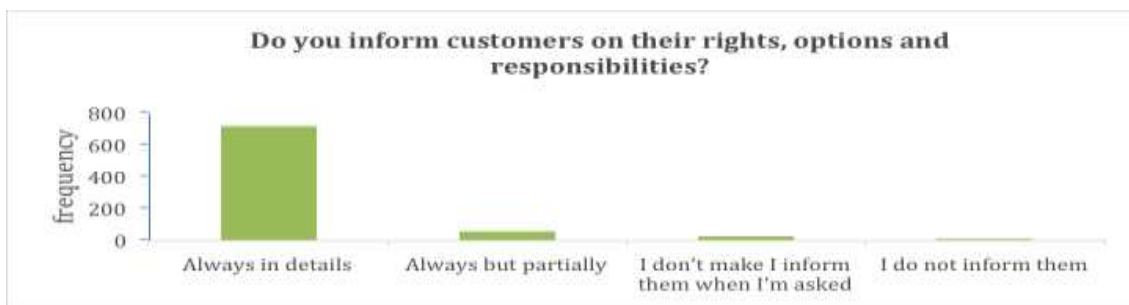 Do you inform customers on their rights, options and
responsibilities?
frequency
800
600
400
200
0
Always in details
Always but partially
I don't make I inform
them when I'm asked
I do not inform them